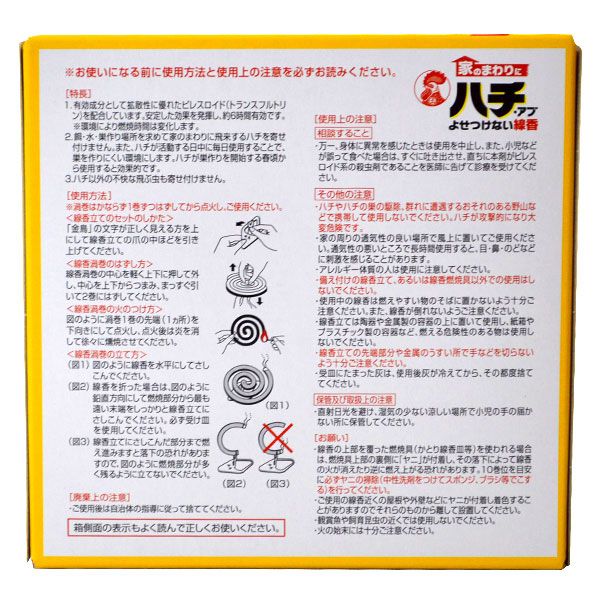 ※お使いになる前に使用方法と使用上の注意を必ずお読みください。
家のまわりに
ハチ・アブ
よせつけない線香
[特長]
1.有効成分として拡散性に優れたピレスロイド(トランスフルトリ
ン)を配合しています。安定した効果を発揮し、約6時間有効です。
※環境により燃焼時間は変化します。
2.餌・水・巣作り場所を求めて家のまわりに飛来するハチを寄せ
付けません。また、ハチが活動する日中に毎日使用することで、
巣を作りにくい環境にします。ハチが巣作りを開始する春頃か
ら使用すると効果的です。
3.ハチ以外の不快な飛ぶ虫も寄せ付けません。
[使用方法]
※渦巻はかならず1巻ずつはずしてから点火し、ご使用ください。
<線香立てのセットのしかた>
「金鳥」の文字が正しく見える方を上
にして線香立ての爪の中ほどを引き
上げてください。
<線香渦巻のはずし方>
線香渦巻の中心を軽く上下に押して外
し、中心を上下からつまみ、まっすぐ引
いて2巻にはずしてください。
<線香渦巻の火のつけ方>
図のように渦巻1巻の先端(1ヵ所)を
下向きにして点火し、点火後は炎を消
して徐々に燻焼させてください。
<線香渦巻の立て方>
(図1) 図のように線香を水平にしてさし
こんでください。
(図2) 線香を折った場合は、図のように
鉛直方向にして燃焼部分から最も
遠い末端をしっかりと線香立てに
さしこんでください。必ず受け皿
を使用してください。
(図3) 線香立てにさしこんだ部分まで燃
え進みますと落下の恐れがありま
すので、図のように燃焼部分が多
く残るように立てないでください。
(図1)
(図2)
(図3)
[廃棄上の注意]
・ご使用後は自治体の指導に従って捨ててください。
箱側面の表示もよく読んで正しくお使いください。
[使用上の注意]
相談すること
・万一、身体に異常を感じたときは使用を中止し、また、小児など
が誤って食べた場合は、すぐに吐き出させ、直ちに本剤がピレス
ロイド系の殺虫剤であることを医師に告げて診療を受けてくだ
さい。
その他の注意
・ハチやハチの巣の駆除、群れに遭遇するおそれのある野山な
どで携帯して使用しないでください。ハチが攻撃的になり大
変危険です。
・家の周りの通気性の良い場所で風上に置いてご使用くださ
い。通気性の悪いところで長時間使用すると、目・鼻・のどなど
に刺激を感じることがあります。
・アレルギー体質の人は使用に注意してください。
・備え付けの線香立て、あるいは線香燃焼具以外での使用はし
ないでください。
・使用中の線香は燃えやすい物のそばに置かないよう十分ご
注意ください。また、線香が倒れないようご注意ください。
・線香立ては陶器や金属製の容器の上に置いて使用し、紙箱や
プラスチック製の容器など、燃える危険性のある物は使用し
ないでください。
・線香立ての先端部分や金属のうすい所で手などを切らない
よう十分ご注意ください。
・受皿にたまった灰は、使用後灰が冷えてから、その都度捨て
てください。
保管及び取扱上の注意
・直射日光を避け、湿気の少ない涼しい場所で小児の手の届か
ない所に保管してください。
[お願い]
・線香の上部を覆った燃焼具(かとり線香皿等)を使われる場合
は、燃焼具上部の裏側に「ヤニ」が付着し、その落下によって線香
の火が消えたり逆に燃え上がる恐れがあります。10巻位を目安
に必ずヤニの掃除(中性洗剤をつけてスポンジ、ブラシ等でこす
る)を行ってください。
・ご使用の線香近くの屋根や外壁などにヤニが付着し着色すること
がありますのでそれらのものから離して設置してください。
・観賞魚や飼育昆虫の近くでは使用しないでください。
・火の始末には十分ご注意ください。